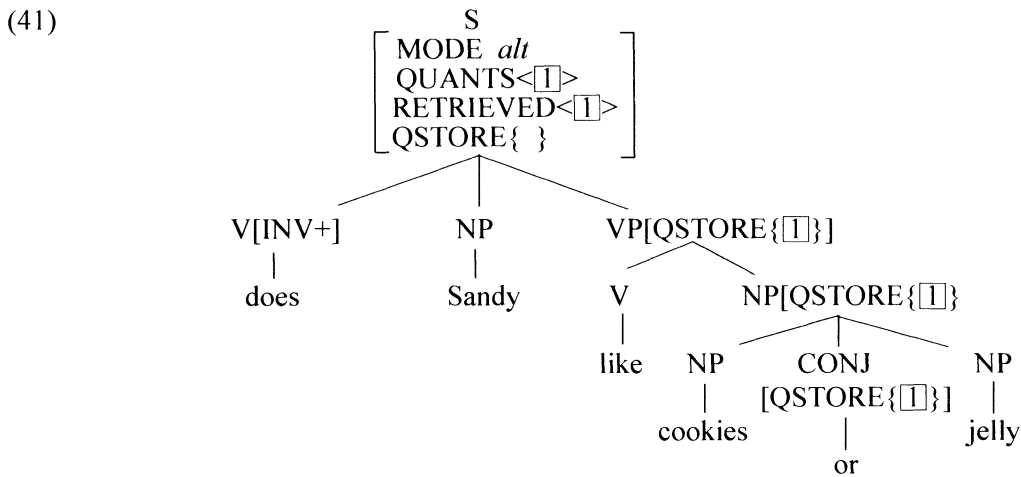 (41)
S
MODE alt
QUANTS<1>
RETRIEVED<1>
QSTORE{ }
V[INV+] NP VP[QSTORE{1}]
does Sandy V NP[QSTORE{1}
like NP CONJ NP
[QSTORE{1}]
cookies jelly
or